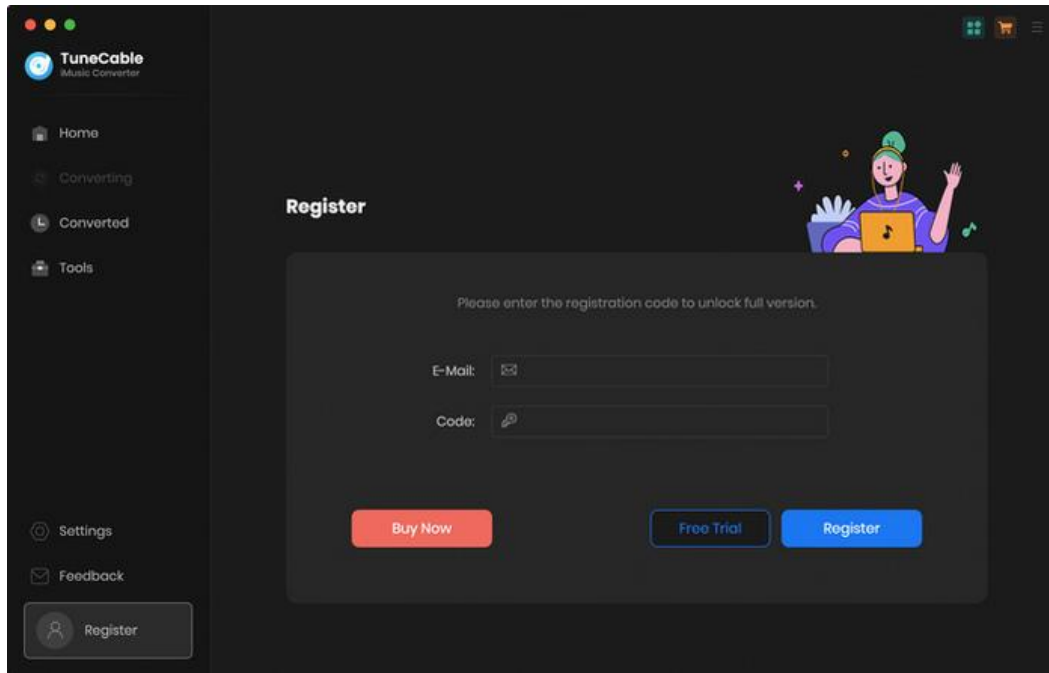 TuneCable
iMusic Converter
Home
Converting
Converted
Tools
Settings
Feedback
Register
Register
Please enter the registration code to unlock full version.
E-Mail:
Code:
Buy Now
Free Trial
Register